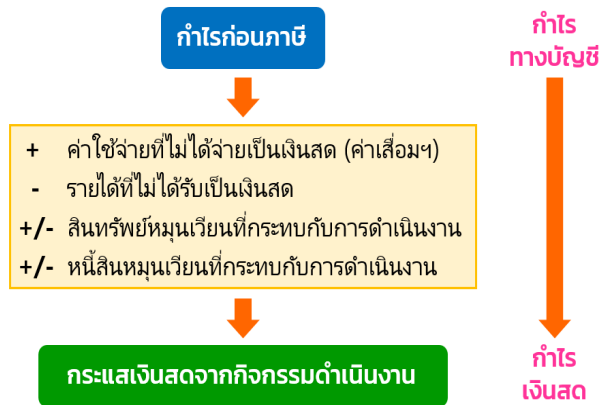 กำไรก่อนภาษี
กำไร
ทางบัญชี
+ ค่าใช้จ่ายที่ไม่ได้จ่ายเป็นเงินสด (ค่าเสื่อมฯ)
- รายได้ที่ไม่ได้รับเป็นเงินสด
+/- สินทรัพย์หมุนเวียนที่กระทบกับการดำเนินงาน
+/- หนี้สินหมุนเวียนที่กระทบกับการดำเนินงาน
กระแสเงินสดจากกิจกรรมดำเนินงาน
กำไร
เงินสด